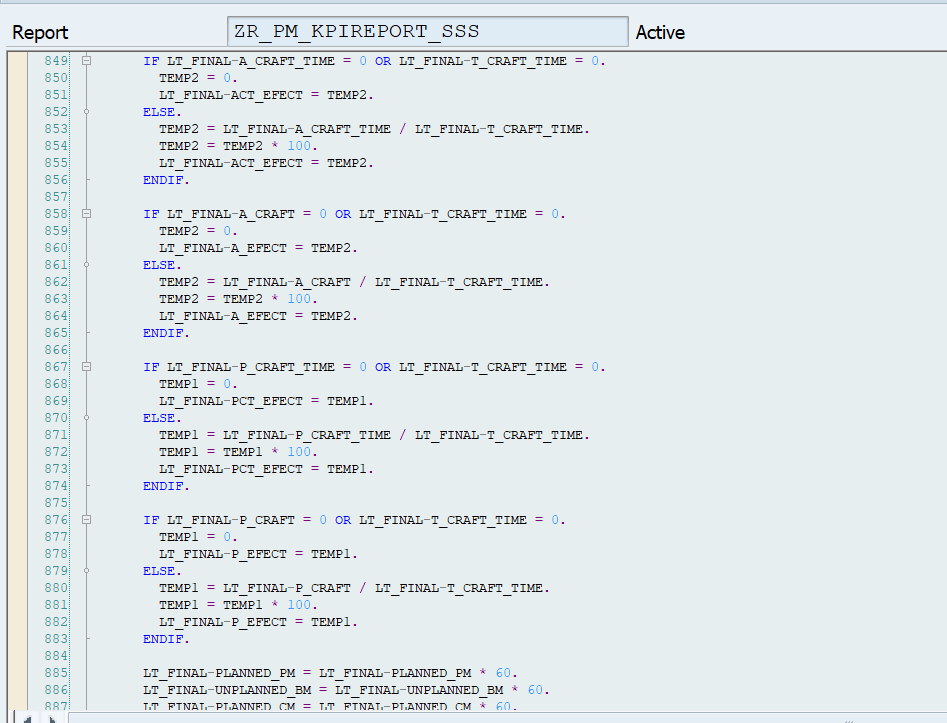 Report ZR_PM_KPIREPORT_SSS Active
849 IF LT_FINAL-A_CRAFT_TIME = 0 OR LT_FINAL-T_CRAFT_TIME = 0.
850 TEMP2 = 0.
851 LT_FINAL-ACT_EFECT = TEMP2.
852 ELSE.
853 TEMP2 = LT_FINAL-A_CRAFT_TIME / LT_FINAL-T_CRAFT_TIME.
854 TEMP2 = TEMP2 * 100.
855 LT_FINAL-ACT_EFECT = TEMP2.
856 ENDIF.
857
858 IF LT_FINAL-A_CRAFT = 0 OR LT_FINAL-T_CRAFT_TIME = 0.
859 TEMP2 = 0.
860 LT_FINAL-A_EFECT = TEMP2.
861 ELSE.
862 TEMP2 = LT_FINAL-A_CRAFT / LT_FINAL-T_CRAFT_TIME.
863 TEMP2 = TEMP2 * 100.
864 LT_FINAL-A_EFECT = TEMP2.
865 ENDIF.
866
867 IF LT_FINAL-P_CRAFT_TIME = 0 OR LT_FINAL-T_CRAFT_TIME = 0.
868 TEMP1 = 0.
869 LT_FINAL-PCT_EFECT = TEMP1.
870 ELSE.
871 TEMP1 = LT_FINAL-P_CRAFT_TIME / LT_FINAL-T_CRAFT_TIME.
872 TEMP1 = TEMP1 * 100.
873 LT_FINAL-PCT_EFECT = TEMP1.
874 ENDIF.
875
876 IF LT_FINAL-P_CRAFT = 0 OR LT_FINAL-T_CRAFT_TIME = 0.
877 TEMP1 = 0.
878 LT_FINAL-P_EFECT = TEMP1.
879 ELSE.
880 TEMP1 = LT_FINAL-P_CRAFT / LT_FINAL-T_CRAFT_TIME.
881 TEMP1 = TEMP1 * 100.
882 LT_FINAL-P_EFECT = TEMP1.
883 ENDIF.
884
885 LT_FINAL-PLANNED_PM = LT_FINAL-PLANNED_PM * 60.
886 LT_FINAL-UNPLANNED_BM = LT_FINAL-UNPLANNED_BM * 60.
887 LT_FINAL-PLANNED_CM = LT_FINAL-PLANNED_CM * 60.